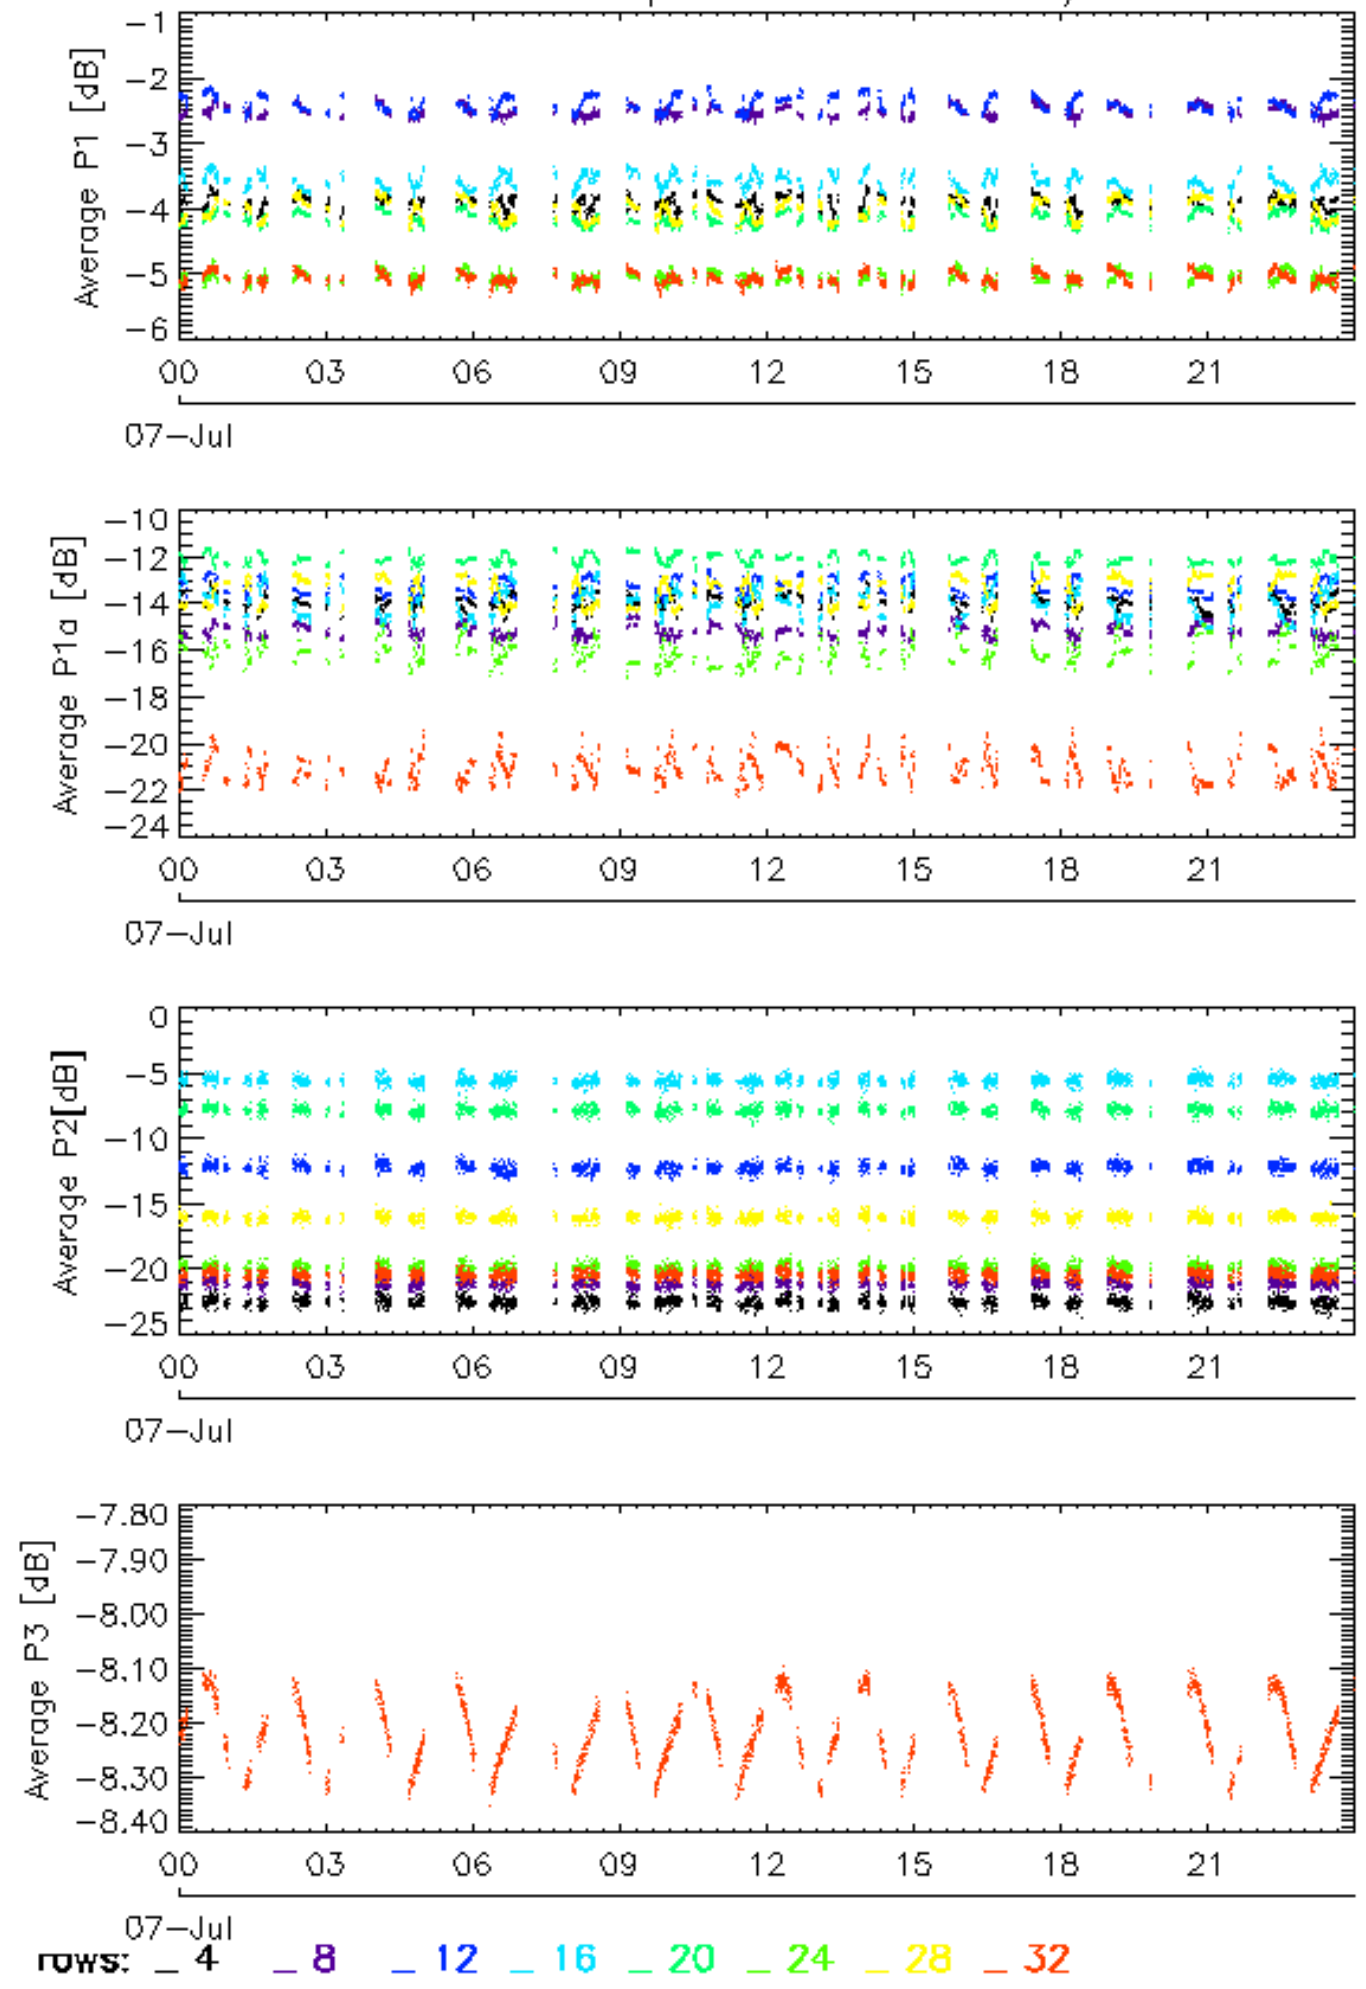 Average P1 [dB]
-1
-2
-3
-4
-5
-6
00 03 06 09 12 15 18 21
07-Jul
Average P1a [dB]
-10
-12
-14
-16
-18
-20
-22
-24
00 03 06 09 12 15 18 21
07-Jul
Average P2[dB]
0
-5
-10
-15
-20
-25
00 03 06 09 12 15 18 21
07-Jul
Average P3 [dB]
-7.80
-7.90
-8.00
-8.10
-8.20
-8.30
-8.40
00 03 06 09 12 15 18 21
07-Jul
rows: _ 4 _ 8 _ 12 _ 16 _ 20 _ 24 _ 28 _ 32